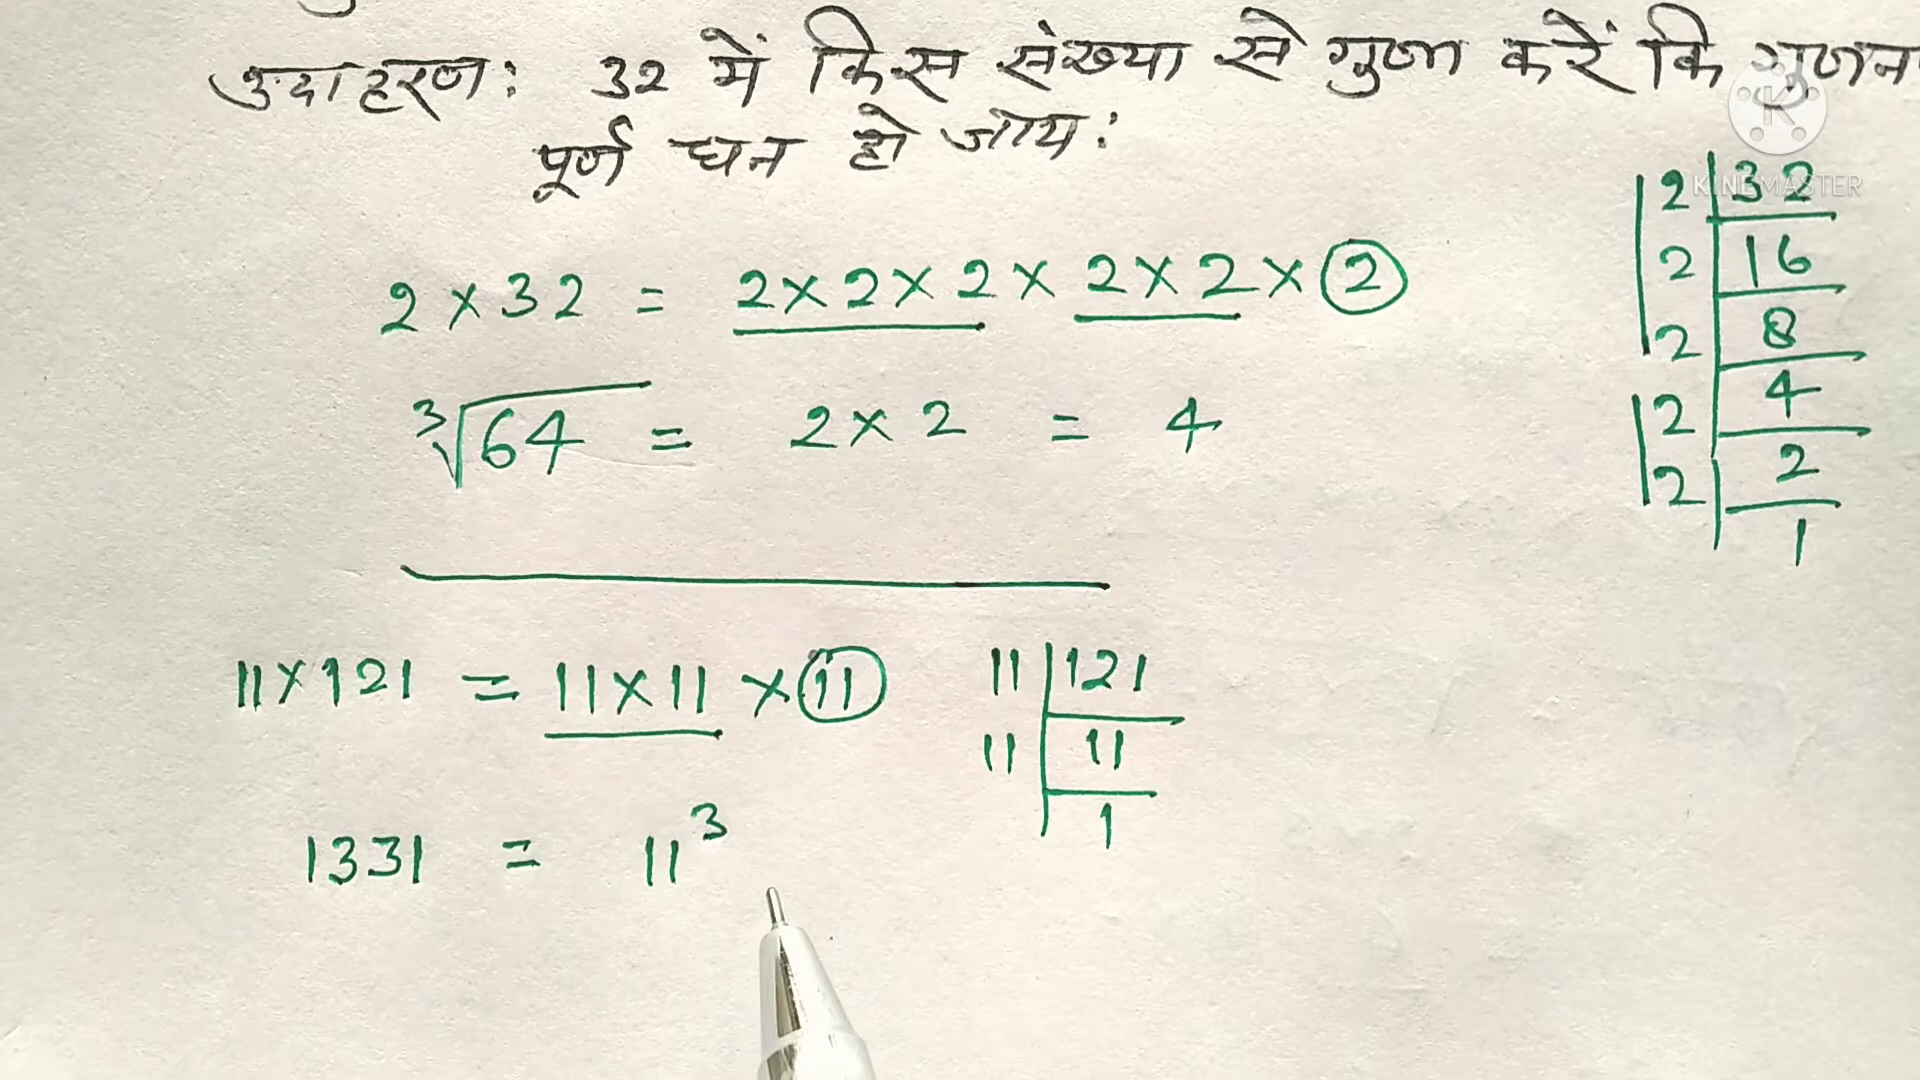 उदाहरण: 32 में किस संख्या से गुणा करें कि
पूर्ण घन हो जाय:
KINEMASTER
2 | 32
2 | 16
2 | 8
2 | 4
2 | 2
1
2 × 32 = 2 × 2 × 2 × 2 × 2 × 2
∛64 = 2 × 2 = 4
11 × 121 = 11 × 11 × 11
11 | 121
11 | 11
1
1331 = 11³